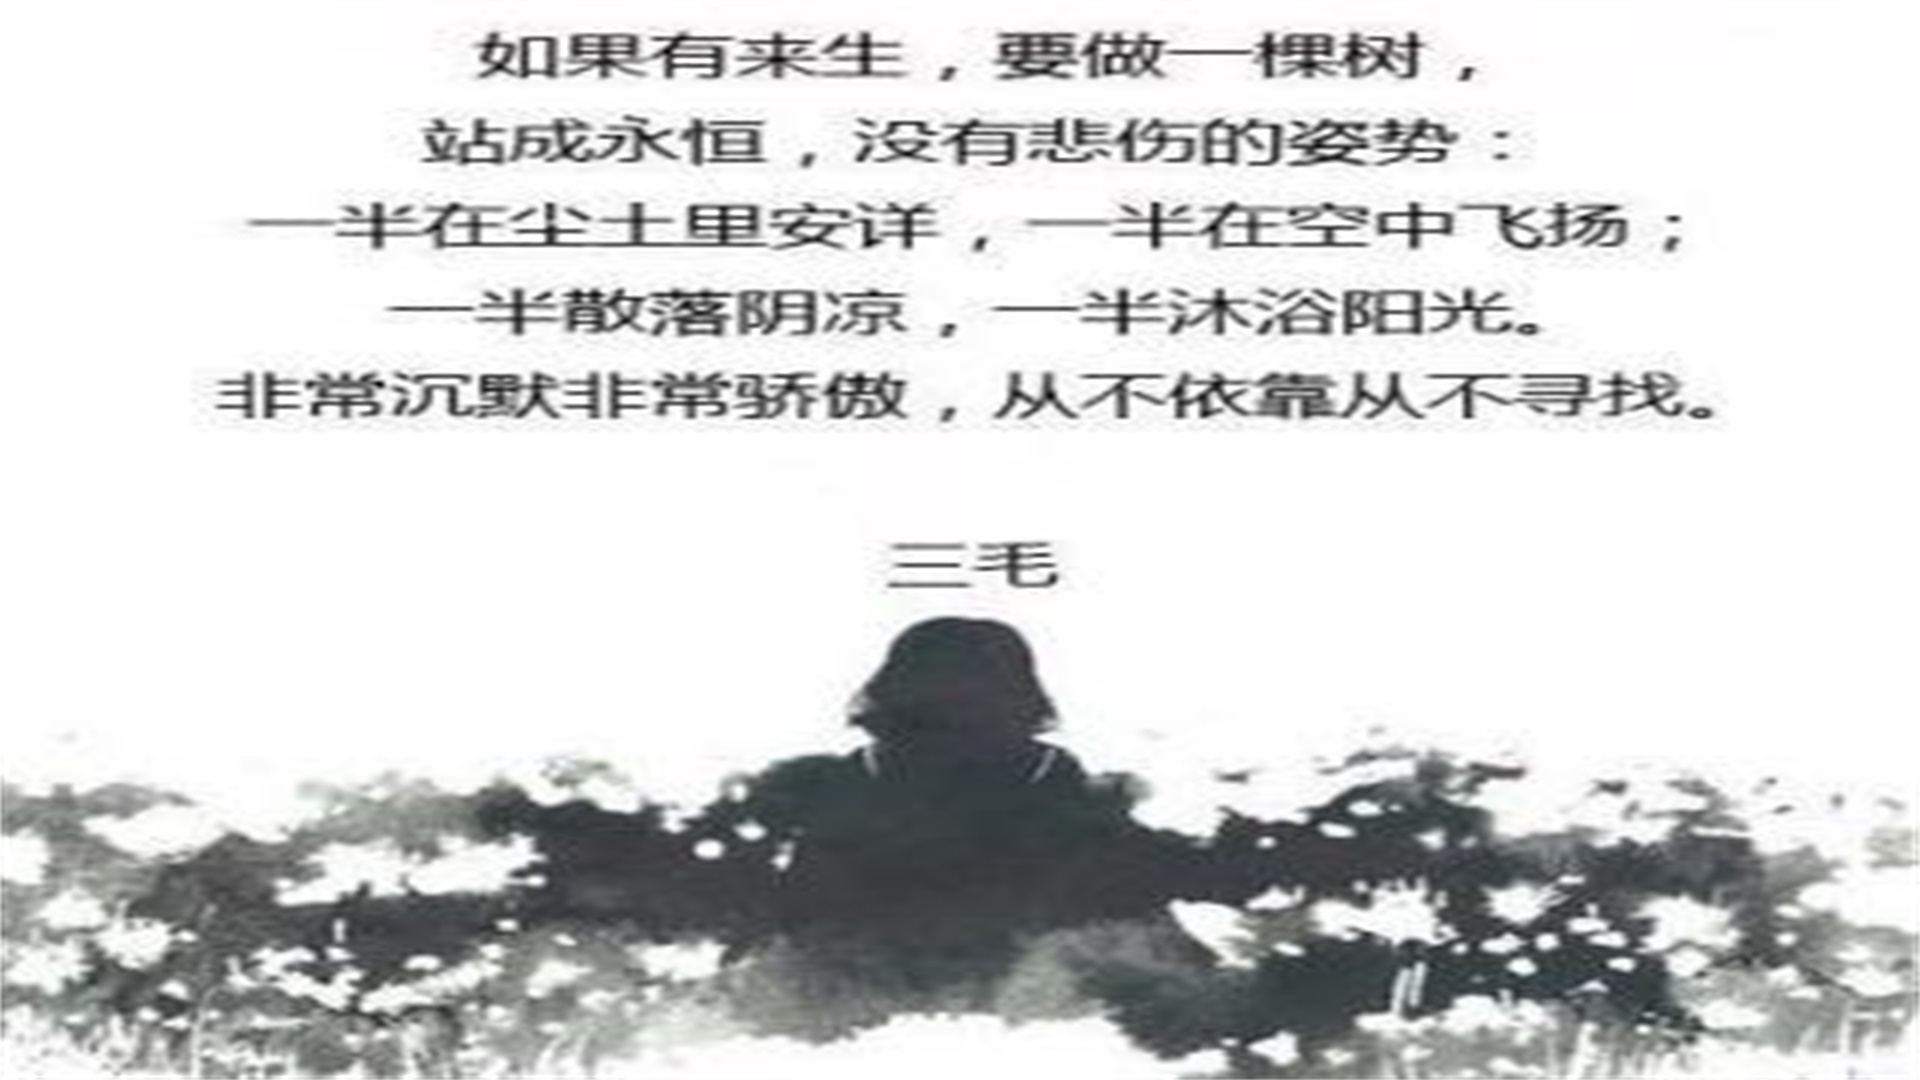 如果有来生，要做一棵树，
站成永恒，没有悲伤的姿势：
一半在尘土里安详，一半在空中飞扬；
一半散落阴凉，一半沐浴阳光。
非常沉默非常骄傲，从不依靠从不寻找。
三毛